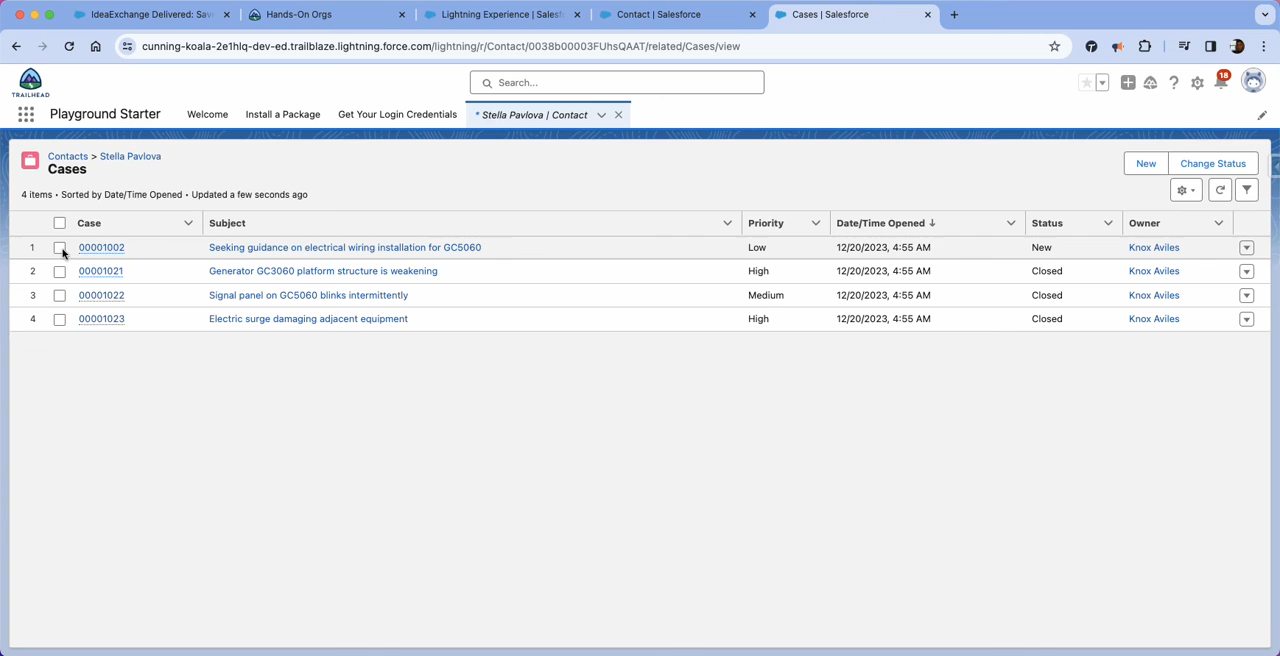 IdeaExchange Delivered: Sav
Hands-On Orgs
Lightning Experience | Salesf
Contact | Salesforce
Cases | Salesforce
cunning-koala-2e1hlq-dev-ed.trailblaze.lightning.force.com/lightning/r/Contact/0038b00003FUhsQAAT/related/Cases/view
TRAILHEAD
Search...
18
Playground Starter
Welcome
Install a Package
Get Your Login Credentials
* Stella Pavlova | Contact
Contacts > Stella Pavlova
Cases
New
Change Status
4 items • Sorted by Date/Time Opened • Updated a few seconds ago
Case Subject Priority Date/Time Opened ↓ Status Owner
1 00001002 Seeking guidance on electrical wiring installation for GC5060 Low 12/20/2023, 4:55 AM New Knox Aviles
2 00001021 Generator GC3060 platform structure is weakening High 12/20/2023, 4:55 AM Closed Knox Aviles
3 00001022 Signal panel on GC5060 blinks intermittently Medium 12/20/2023, 4:55 AM Closed Knox Aviles
4 00001023 Electric surge damaging adjacent equipment High 12/20/2023, 4:55 AM Closed Knox Aviles